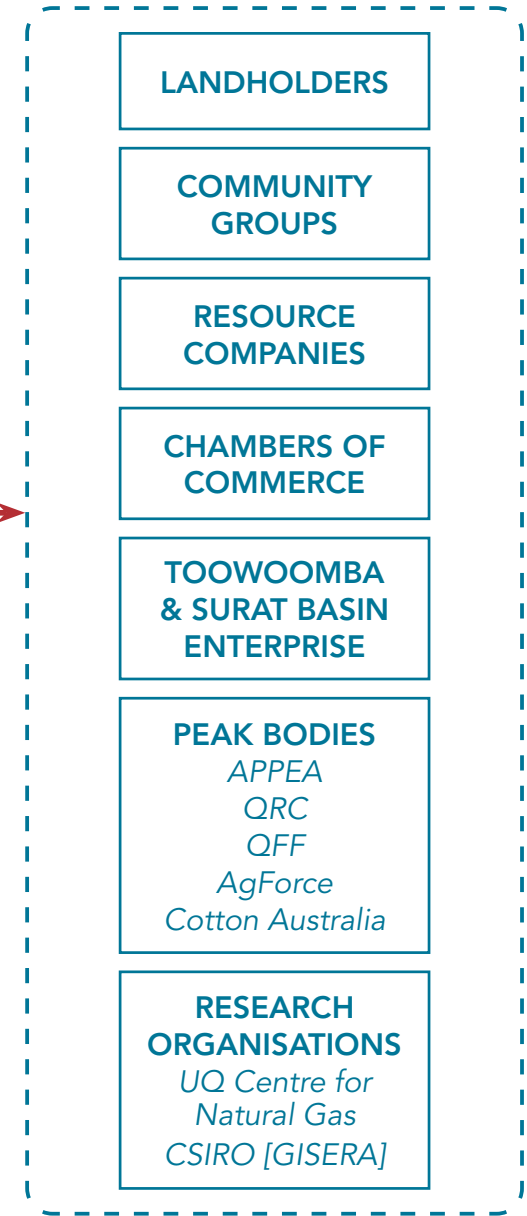 LANDHOLDERS
COMMUNITY
GROUPS
RESOURCE
COMPANIES
CHAMBERS OF
COMMERCE
TOOWOOMBA
& SURAT BASIN
ENTERPRISE
PEAK BODIES
APPEA
QRC
QFF
AgForce
Cotton Australia
RESEARCH
ORGANISATIONS
UQ Centre for
Natural Gas
CSIRO [GISERA]